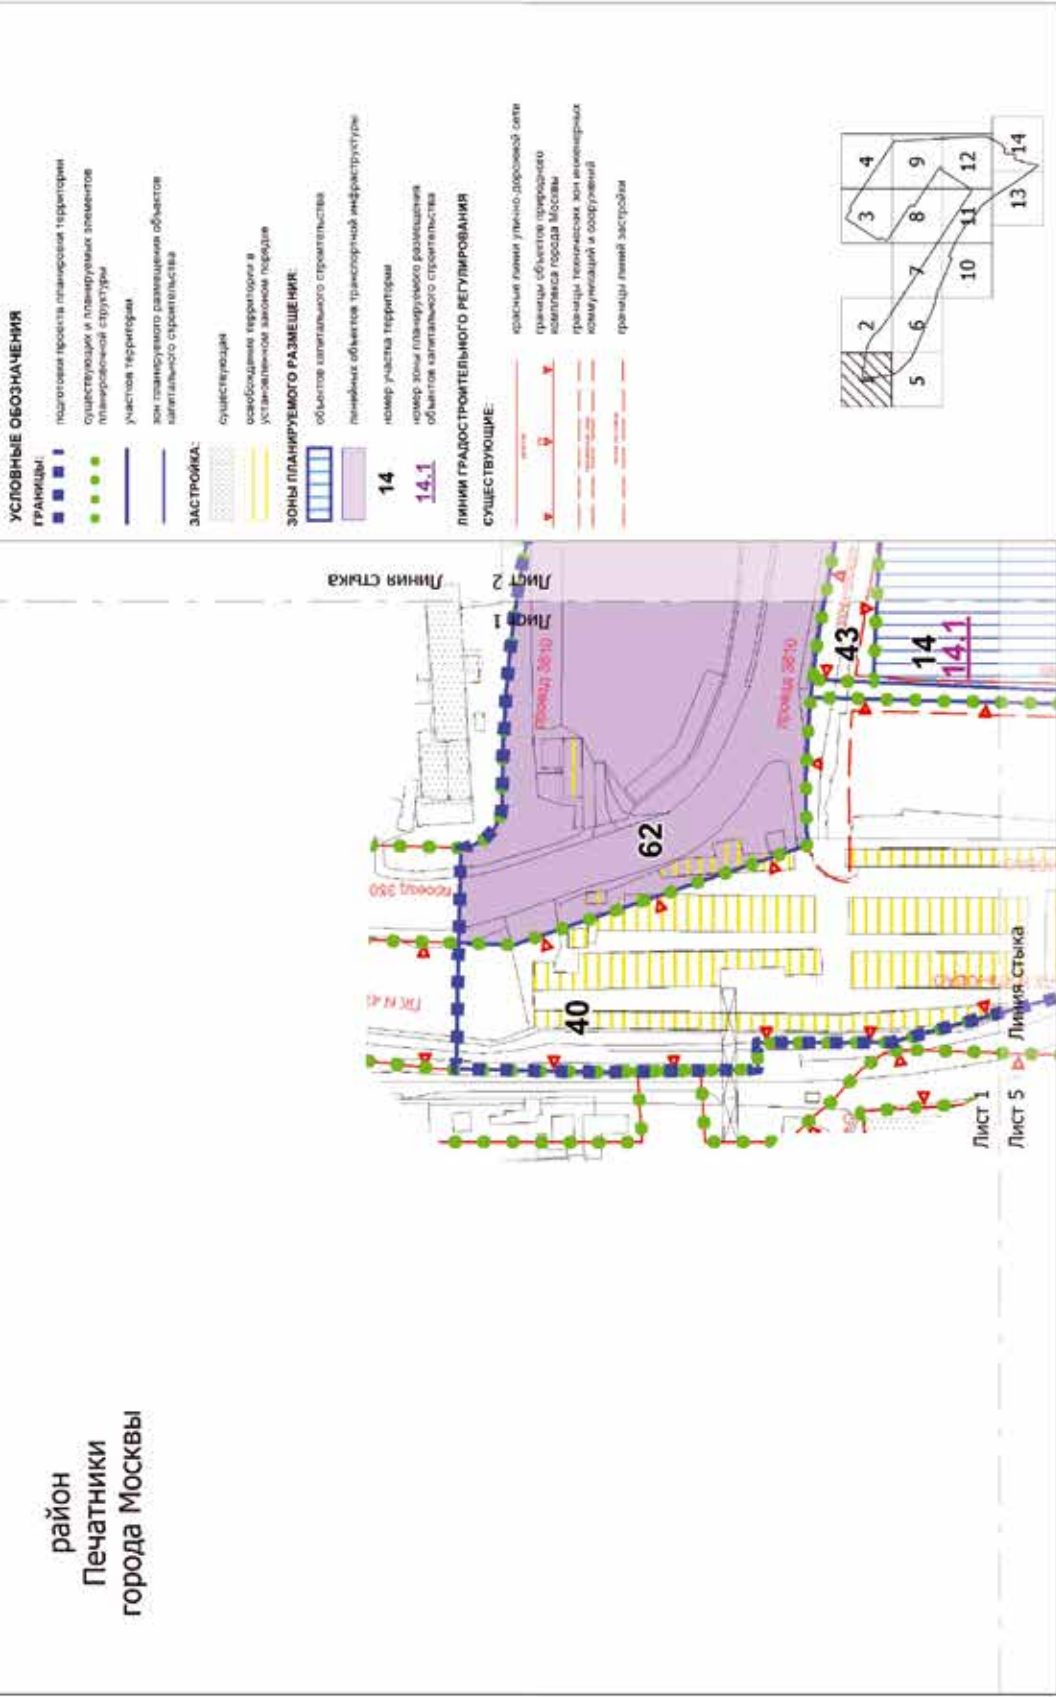 район
Печатники
города Москвы
УСЛОВНЫЕ ОБОЗНАЧЕНИЯ
ГРАНИЦЫ:
подготовки проекта планировки территории
существующих и планируемых элементов
планировочной структуры
участков территории
зон планируемого размещения объектов
капитального строительства
ЗАСТРОЙКА:
существующая
освобождение территории в
установленном законом порядке
ЗОНЫ ПЛАНИРУЕМОГО РАЗМЕЩЕНИЯ:
объектов капитального строительства
линейных объектов транспортной инфраструктуры
14
номер участка территории
14.1
номер зоны планируемого размещения
объектов капитального строительства
ЛИНИИ ГРАДОСТРОИТЕЛЬНОГО РЕГУЛИРОВАНИЯ
СУЩЕСТВУЮЩИЕ:
красные линии улично-дорожной сети
границы объектов природного
комплекса города Москвы
границы технических зон инженерных
коммуникаций и сооружений
границы линий застройки
2
3
4
5
6
7
8
9
10
11
12
13
14
Линия стыка
Лист 2
Лист 1
проезд 3610
проезд 3610
проезд 360
ПК N 4
62
40
43
14
14.1
Лист 1
Лист 5
Линия стыка